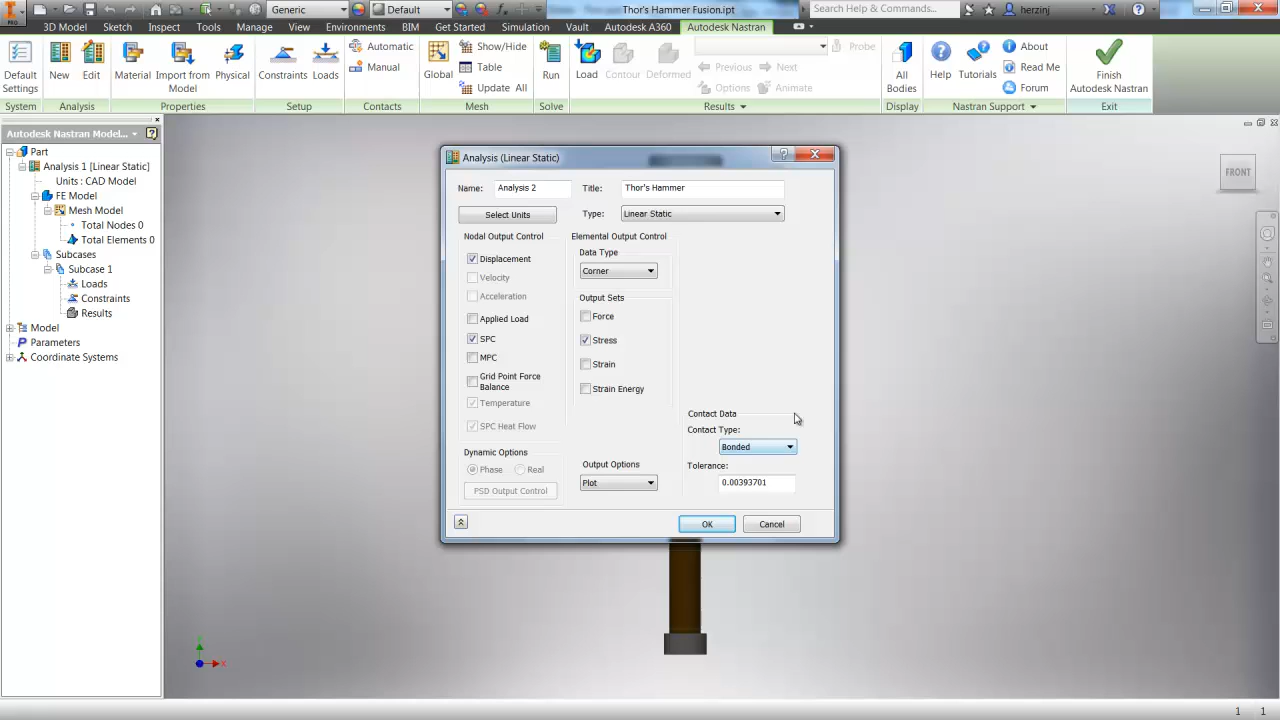 Generic
Default
Thor's Hammer Fusion.ipt
Search Help & Commands...
herzinj
PRO
3D Model
Sketch
Inspect
Tools
Manage
View
Environments
BIM
Get Started
Simulation
Vault
Autodesk A360
Autodesk Nastran
Default Settings
New
Edit
Material
Import from Model
Physical
Constraints
Loads
Automatic
Manual
Global
Show/Hide
Table
Update All
Run
Load
Contour
Deformed
Probe
Previous
Next
Options
Animate
All Bodies
Help
Tutorials
About
Read Me
Forum
Finish Autodesk Nastran
System
Analysis
Properties
Setup
Contacts
Mesh
Solve
Results
Display
Nastran Support
Exit
Autodesk Nastran Model...
Part
Analysis 1 [Linear Static]
Units : CAD Model
FE Model
Mesh Model
Total Nodes 0
Total Elements 0
Subcases
Subcase 1
Loads
Constraints
Results
Model
Parameters
Coordinate Systems
Analysis (Linear Static)
Name: Analysis 2
Title: Thor's Hammer
Select Units
Type: Linear Static
Nodal Output Control
Displacement
Velocity
Acceleration
Applied Load
SPC
MPC
Grid Point Force
Balance
Temperature
SPC Heat Flow
Dynamic Options
Phase
Real
PSD Output Control
Elemental Output Control
Data Type
Corner
Output Sets
Force
Stress
Strain
Strain Energy
Output Options
Plot
Contact Data
Contact Type:
Bonded
Tolerance:
0.00393701
OK
Cancel
FRONT
Y
X
1 1